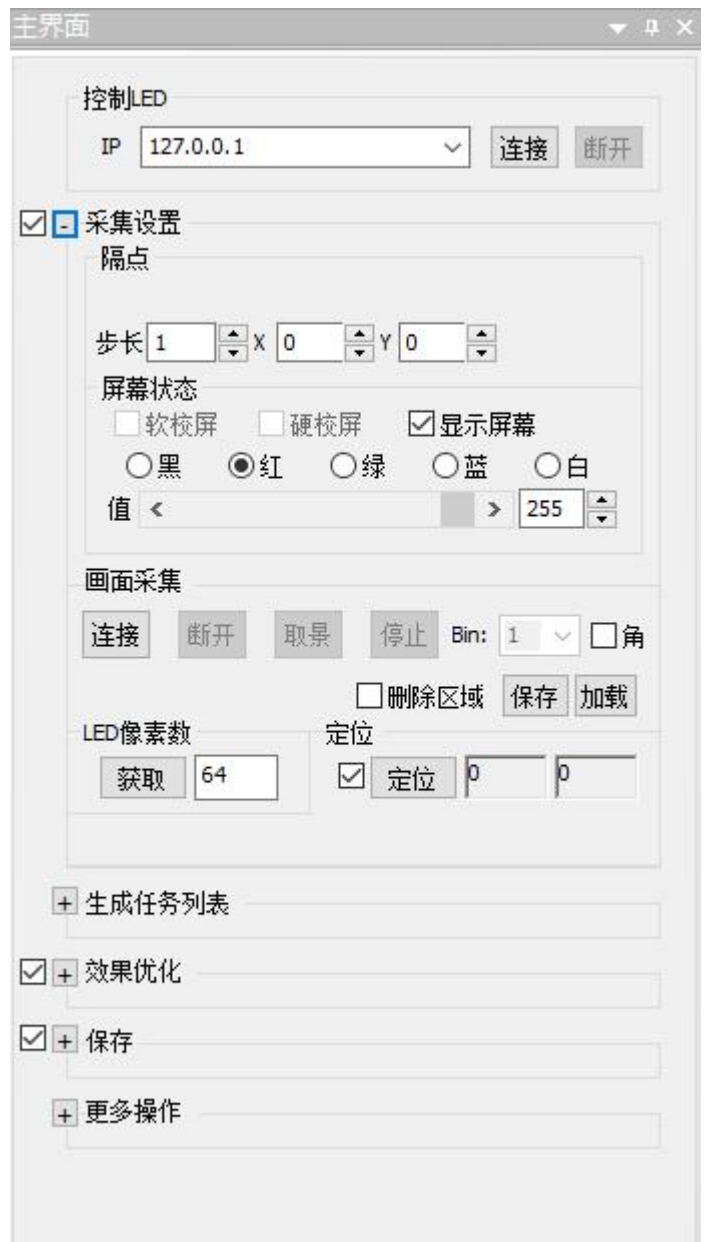 主界面
控制LED
IP 127.0.0.1 连接 断开
- 采集设置
隔点
步长 1 X 0 Y 0
屏幕状态
软校屏 硬校屏 显示屏幕
黑 红 绿 蓝 白
值 < > 255
画面采集
连接 断开 取景 停止 Bin: 1 角
删除区域 保存 加载
LED像素数 定位
获取 64 定位 0 0
+ 生成任务列表
+ 效果优化
+ 保存
+ 更多操作